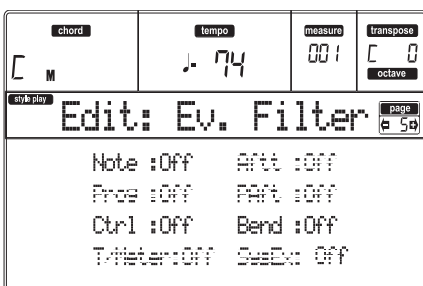 chord tempo measure transpose
C M ♩- 74 001 C 0
octave
style play Edit: Ev. Filter page 5
Note :Off Aftt :Off
Prog :Off PAft :Off
Ctrl :Off Bend :Off
T/Meter:Off SysEx: Off